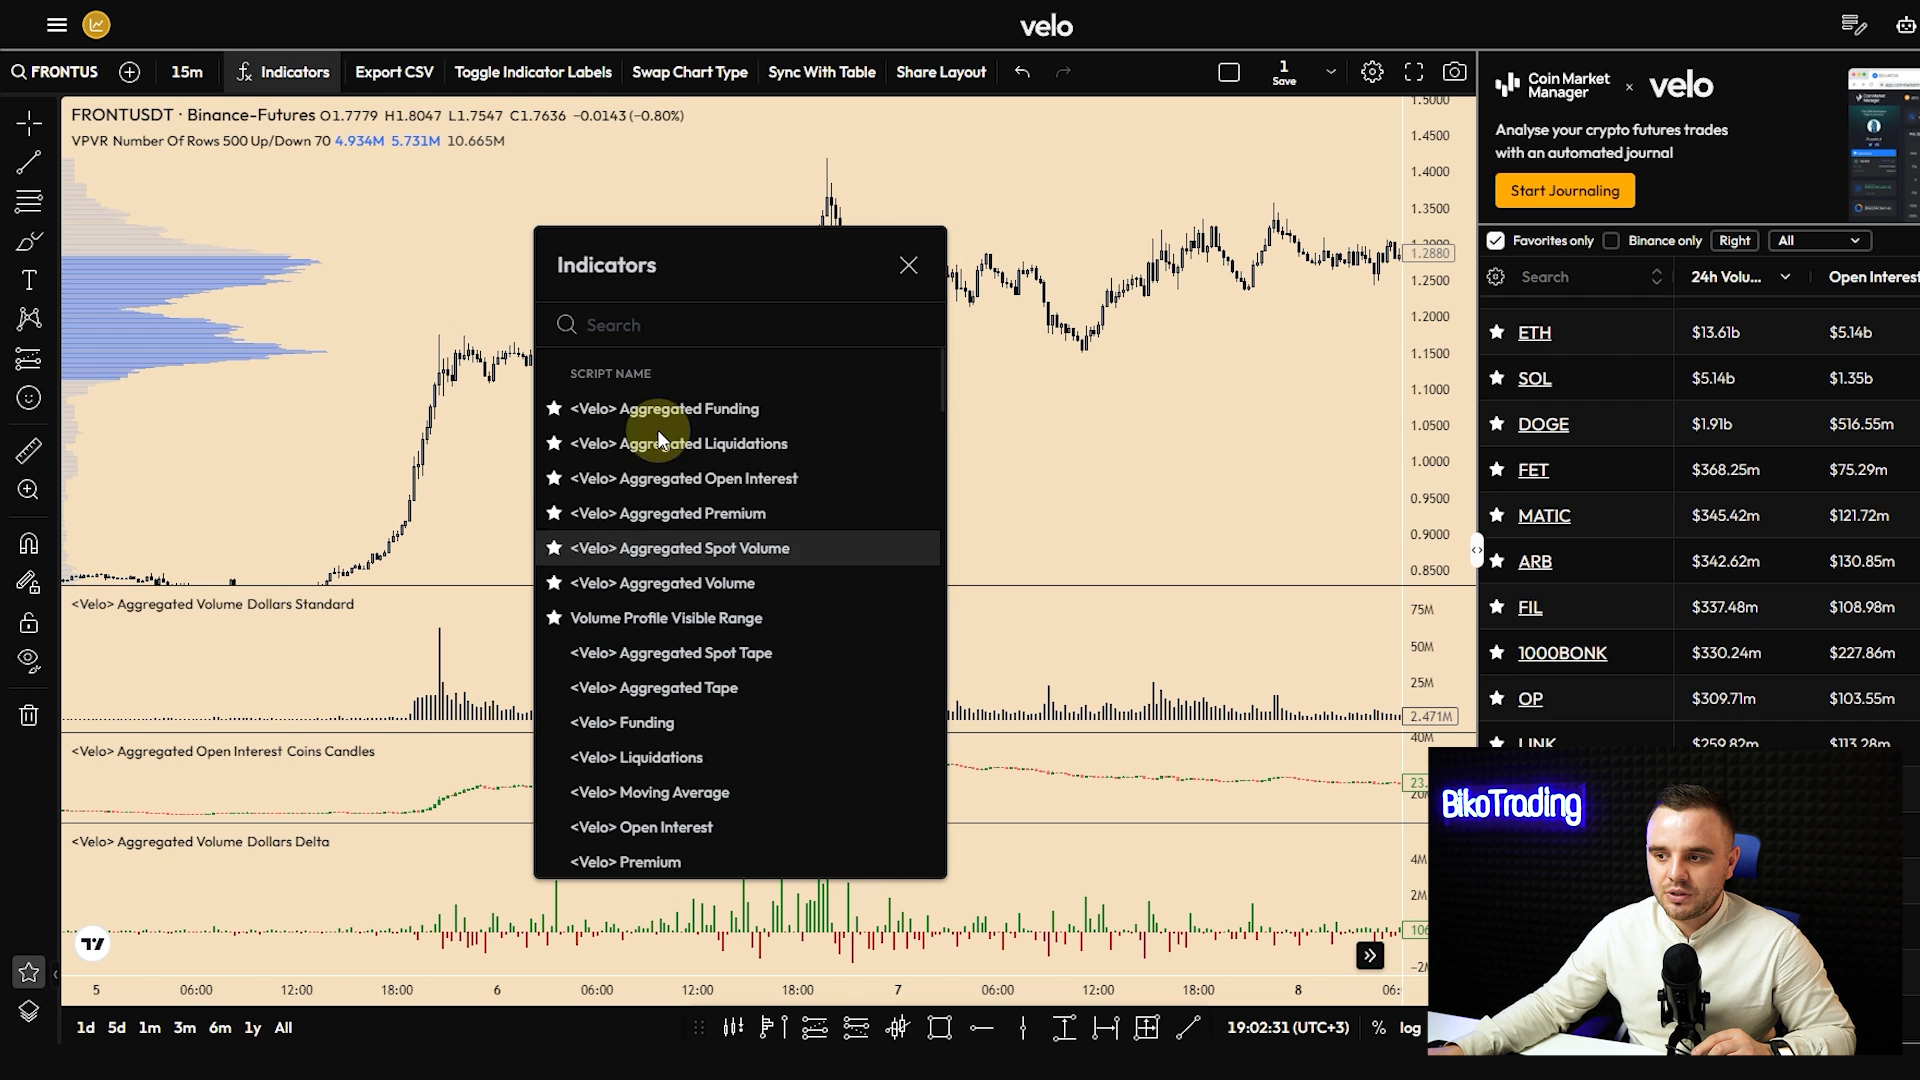 velo
FRONTUS 15m Indicators Export CSV Toggle Indicator Labels Swap Chart Type Sync With Table Share Layout 1 Save
FRONTUSDT · Binance-Futures O1.7779 H1.8047 L1.7547 C1.7636 −0.0143 (−0.80%)
VPVR Number Of Rows 500 Up/Down 70 4.934M 5.731M 10.665M
1.5000
1.4500
1.4000
1.3500
1.2880
1.2500
1.2000
1.1500
1.1000
1.0500
1.0000
0.9500
0.9000
0.8500
Indicators
Search
SCRIPT NAME
<Velo> Aggregated Funding
<Velo> Aggregated Liquidations
<Velo> Aggregated Open Interest
<Velo> Aggregated Premium
<Velo> Aggregated Spot Volume
<Velo> Aggregated Volume
Volume Profile Visible Range
<Velo> Aggregated Spot Tape
<Velo> Aggregated Tape
<Velo> Funding
<Velo> Liquidations
<Velo> Moving Average
<Velo> Open Interest
<Velo> Premium
<Velo> Aggregated Volume Dollars Standard
75M
50M
25M
2.471M
<Velo> Aggregated Open Interest Coins Candles
40M
23.
<Velo> Aggregated Volume Dollars Delta
4M
2M
106
−2M
5 06:00 12:00 18:00 6 06:00 12:00 18:00 7 06:00 12:00 18:00 8 06:
1d 5d 1m 3m 6m 1y All
19:02:31 (UTC+3) % log
Coin Market Manager × velo
Analyse your crypto futures trades
with an automated journal
Start Journaling
Favorites only Binance only Right All
Search 24h Volu... Open Interest
ETH $13.61b $5.14b
SOL $5.14b $1.35b
DOGE $1.91b $516.55m
FET $368.25m $75.29m
MATIC $345.42m $121.72m
ARB $342.62m $130.85m
FIL $337.48m $108.98m
1000BONK $330.24m $227.86m
OP $309.71m $103.55m
LINK $259.82m $113.28m
BikoTrading